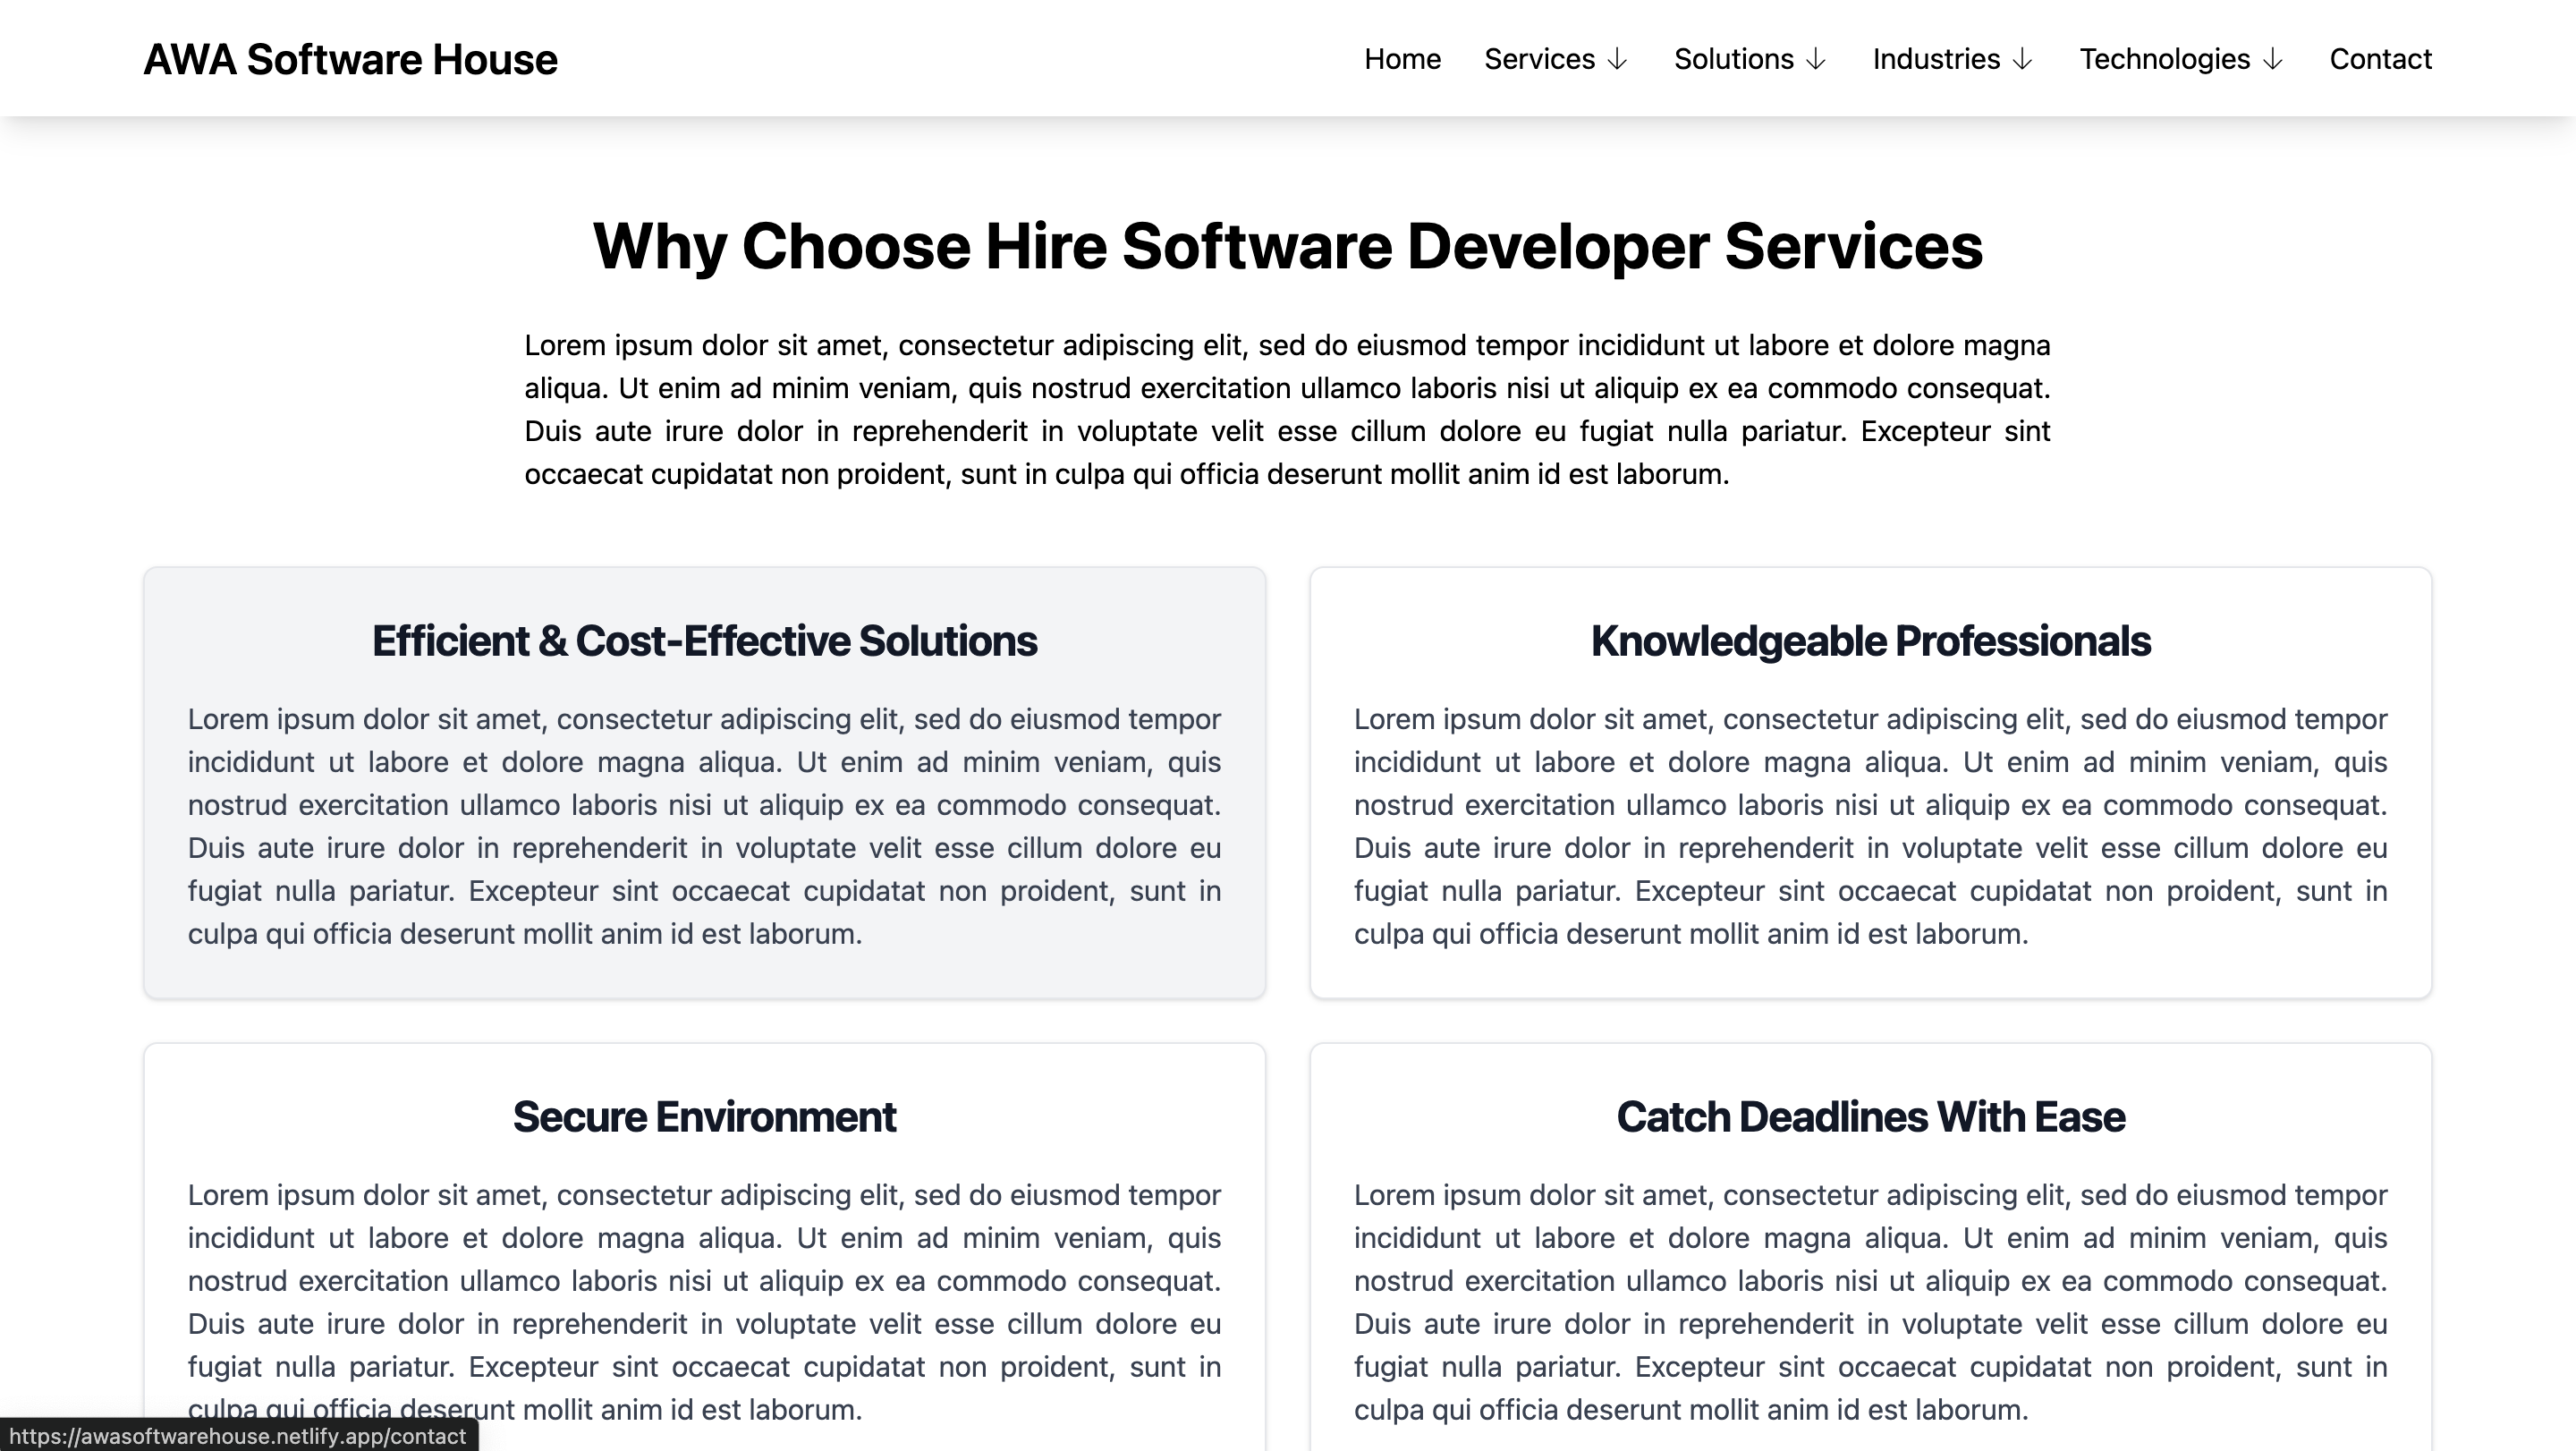 AWA Software House
Home Services ↓ Solutions ↓ Industries ↓ Technologies ↓ Contact
Why Choose Hire Software Developer Services
Lorem ipsum dolor sit amet, consectetur adipiscing elit, sed do eiusmod tempor incididunt ut labore et dolore magna
aliqua. Ut enim ad minim veniam, quis nostrud exercitation ullamco laboris nisi ut aliquip ex ea commodo consequat.
Duis aute irure dolor in reprehenderit in voluptate velit esse cillum dolore eu fugiat nulla pariatur. Excepteur sint
occaecat cupidatat non proident, sunt in culpa qui officia deserunt mollit anim id est laborum.
Efficient & Cost-Effective Solutions
Lorem ipsum dolor sit amet, consectetur adipiscing elit, sed do eiusmod tempor
incididunt ut labore et dolore magna aliqua. Ut enim ad minim veniam, quis
nostrud exercitation ullamco laboris nisi ut aliquip ex ea commodo consequat.
Duis aute irure dolor in reprehenderit in voluptate velit esse cillum dolore eu
fugiat nulla pariatur. Excepteur sint occaecat cupidatat non proident, sunt in
culpa qui officia deserunt mollit anim id est laborum.
Knowledgeable Professionals
Lorem ipsum dolor sit amet, consectetur adipiscing elit, sed do eiusmod tempor
incididunt ut labore et dolore magna aliqua. Ut enim ad minim veniam, quis
nostrud exercitation ullamco laboris nisi ut aliquip ex ea commodo consequat.
Duis aute irure dolor in reprehenderit in voluptate velit esse cillum dolore eu
fugiat nulla pariatur. Excepteur sint occaecat cupidatat non proident, sunt in
culpa qui officia deserunt mollit anim id est laborum.
Secure Environment
Lorem ipsum dolor sit amet, consectetur adipiscing elit, sed do eiusmod tempor
incididunt ut labore et dolore magna aliqua. Ut enim ad minim veniam, quis
nostrud exercitation ullamco laboris nisi ut aliquip ex ea commodo consequat.
Duis aute irure dolor in reprehenderit in voluptate velit esse cillum dolore eu
fugiat nulla pariatur. Excepteur sint occaecat cupidatat non proident, sunt in
culpa qui officia deserunt mollit anim id est laborum.
Catch Deadlines With Ease
Lorem ipsum dolor sit amet, consectetur adipiscing elit, sed do eiusmod tempor
incididunt ut labore et dolore magna aliqua. Ut enim ad minim veniam, quis
nostrud exercitation ullamco laboris nisi ut aliquip ex ea commodo consequat.
Duis aute irure dolor in reprehenderit in voluptate velit esse cillum dolore eu
fugiat nulla pariatur. Excepteur sint occaecat cupidatat non proident, sunt in
culpa qui officia deserunt mollit anim id est laborum.
https://awasoftwarehouse.netlify.app/contact